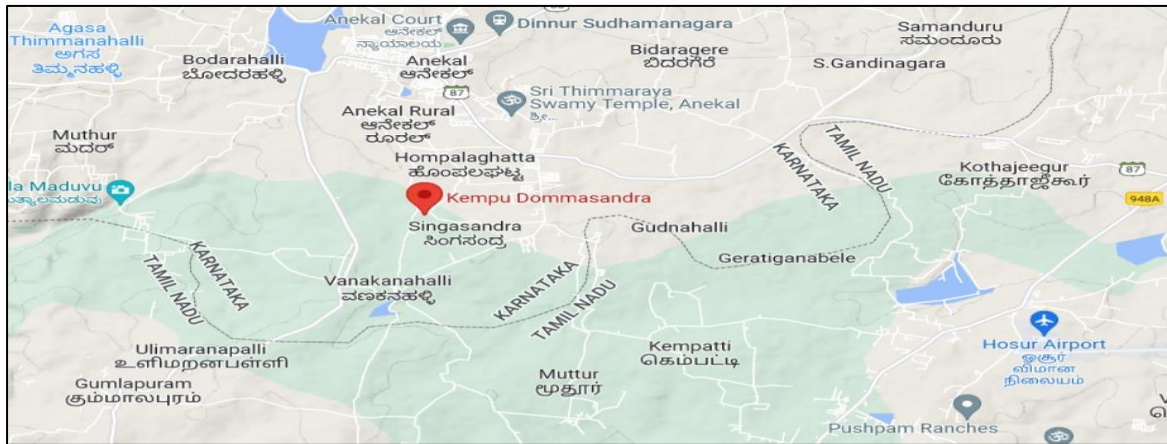 Agasa
Thimmanahalli
ಅಗಸ
ತಿಮ್ಮನಹಳ್ಳಿ
Bodarahalli
ಬೋದರಹಳ್ಳಿ
Anekal Court
ಆನೇಕಲ್
ನ್ಯಾಯಾಲಯ
Dinnur Sudhamanagara
Bidaragere
ಬಿದರಗೆರೆ
Samanduru
ಸಮಂದೂರು
S.Gandinagara
Anekal
ಆನೇಕಲ್
87
Sri Thimmaraya
Swamy Temple, Anekal
ಶ್ರೀ...
Anekal Rural
ಆನೇಕಲ್
ರೂರಲ್
Muthur
ಮದರ್
Hompalaghatta
ಹೊಂಪಲಘಟ್ಟ
TAMIL NADU
KARNATAKA
Kothajeegur
கோத்தாஜீகூர்
87
948A
la Maduvu
Kempu Dommasandra
Singasandra
ಸಿಂಗಸಂದ್ರ
Gudnahalli
Geratiganabele
KARNATAKA
TAMIL NADU
Vanakanahalli
ವಣಕನಹಳ್ಳಿ
KARNATAKA
TAMIL NADU
Ulimaranapalli
உளிமறனபள்ளி
Gumlapuram
கும்மாலபுரம்
Kempatti
ಕೆಂಪಟ್ಟಿ
Muttur
மூதூர்
Hosur Airport
ஓசூர்
விமான
நிலையம்
Pushpam Ranches